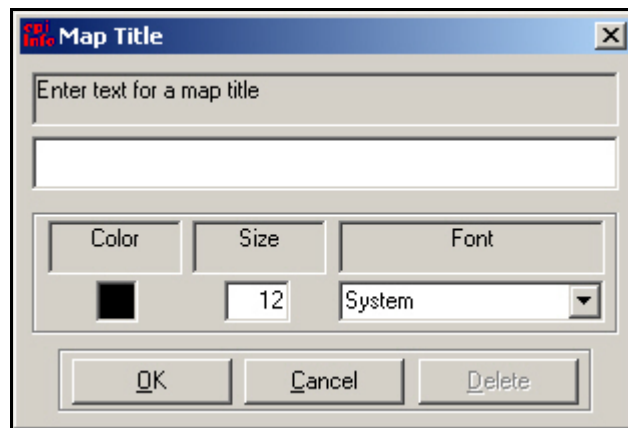 epi
info Map Title
Enter text for a map title
Color Size Font
12 System
OK Cancel Delete